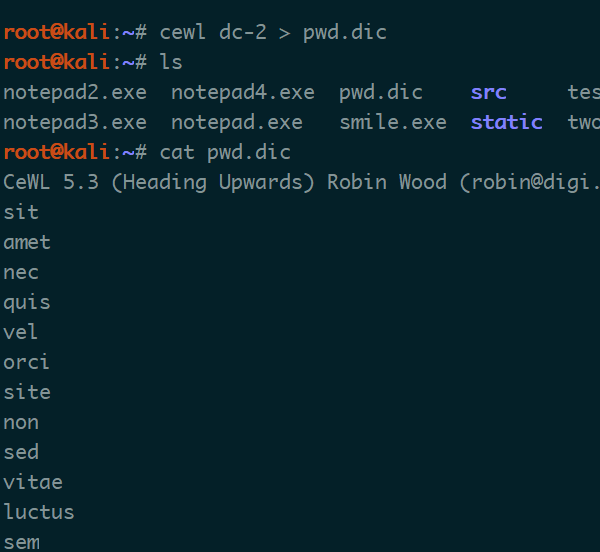 root@kali:~# cewl dc-2 > pwd.dic
root@kali:~# ls
notepad2.exe  notepad4.exe  pwd.dic    src     tes
notepad3.exe  notepad.exe   smile.exe  static  two
root@kali:~# cat pwd.dic
CeWL 5.3 (Heading Upwards) Robin Wood (robin@digi.
sit
amet
nec
quis
vel
orci
site
non
sed
vitae
luctus
sem